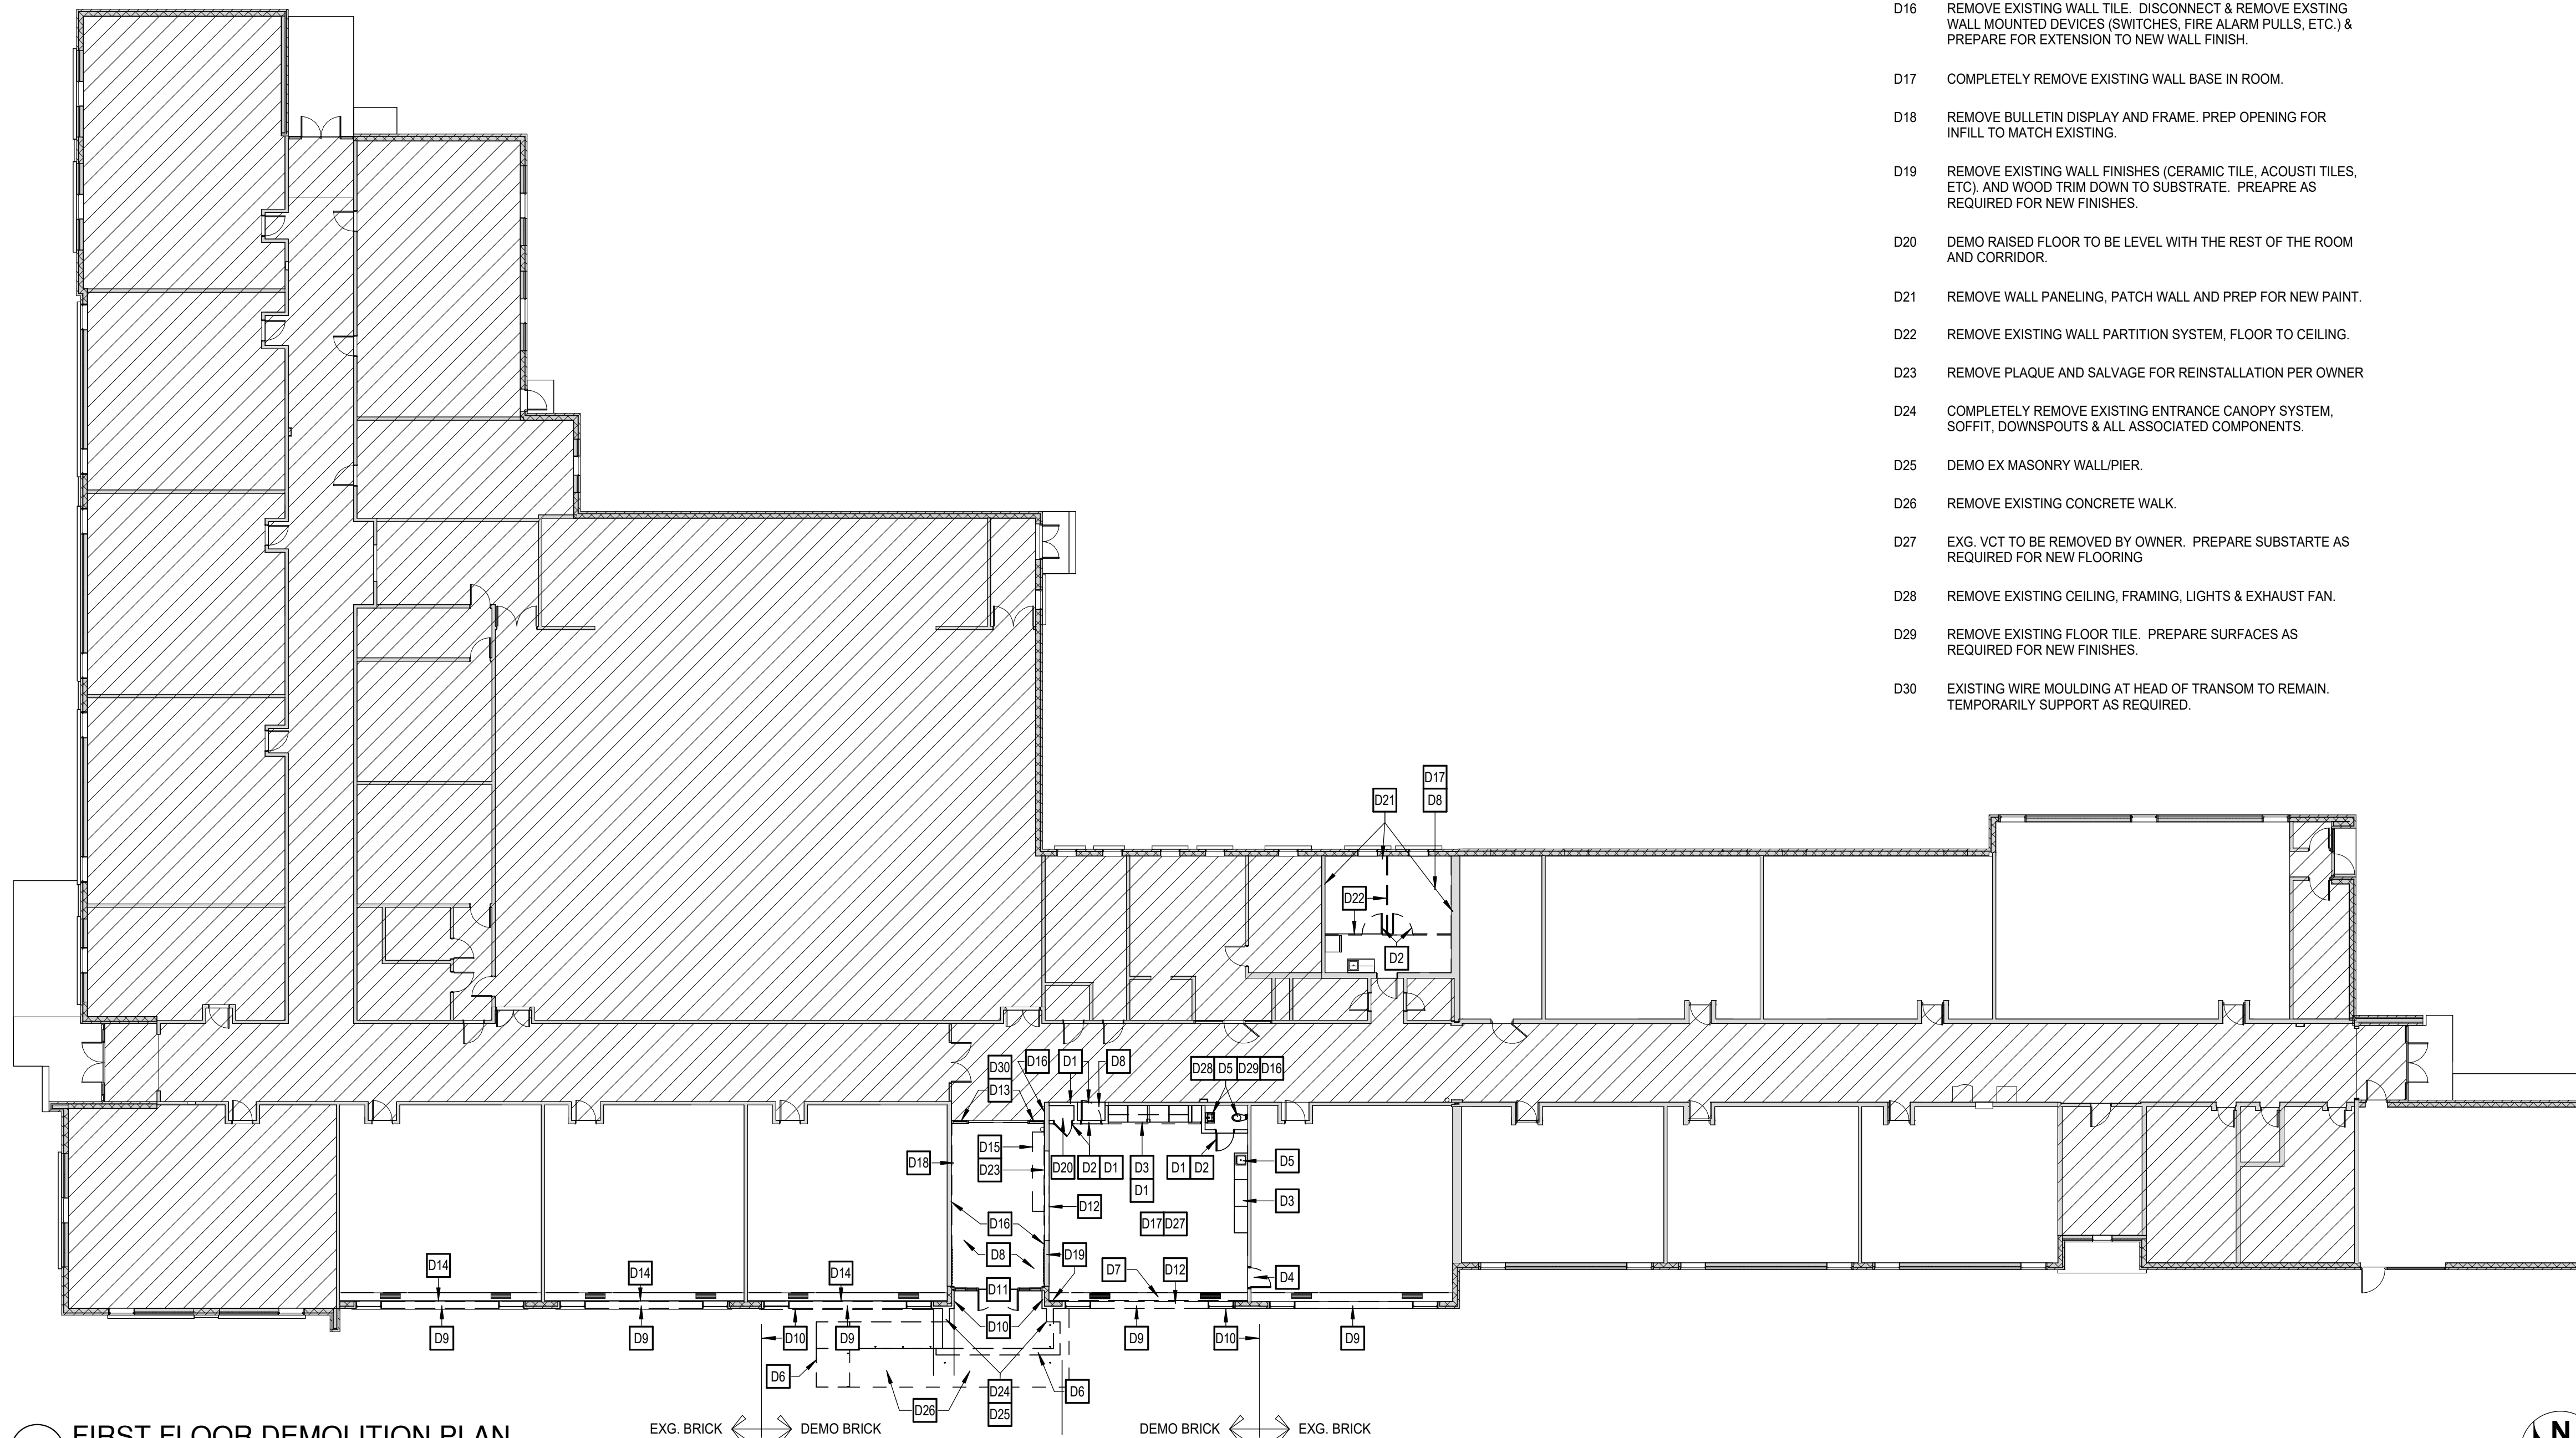 D16 REMOVE EXISTING WALL TILE. DISCONNECT & REMOVE EXSTING
WALL MOUNTED DEVICES (SWITCHES, FIRE ALARM PULLS, ETC.) &
PREPARE FOR EXTENSION TO NEW WALL FINISH.
D17 COMPLETELY REMOVE EXISTING WALL BASE IN ROOM.
D18 REMOVE BULLETIN DISPLAY AND FRAME. PREP OPENING FOR
INFILL TO MATCH EXISTING.
D19 REMOVE EXISTING WALL FINISHES (CERAMIC TILE, ACOUSTI TILES,
ETC). AND WOOD TRIM DOWN TO SUBSTRATE. PREAPRE AS
REQUIRED FOR NEW FINISHES.
D20 DEMO RAISED FLOOR TO BE LEVEL WITH THE REST OF THE ROOM
AND CORRIDOR.
D21 REMOVE WALL PANELING, PATCH WALL AND PREP FOR NEW PAINT.
D22 REMOVE EXISTING WALL PARTITION SYSTEM, FLOOR TO CEILING.
D23 REMOVE PLAQUE AND SALVAGE FOR REINSTALLATION PER OWNER
D24 COMPLETELY REMOVE EXISTING ENTRANCE CANOPY SYSTEM,
SOFFIT, DOWNSPOUTS & ALL ASSOCIATED COMPONENTS.
D25 DEMO EX MASONRY WALL/PIER.
D26 REMOVE EXISTING CONCRETE WALK.
D27 EXG. VCT TO BE REMOVED BY OWNER. PREPARE SUBSTARTE AS
REQUIRED FOR NEW FLOORING
D28 REMOVE EXISTING CEILING, FRAMING, LIGHTS & EXHAUST FAN.
D29 REMOVE EXISTING FLOOR TILE. PREPARE SURFACES AS
REQUIRED FOR NEW FINISHES.
D30 EXISTING WIRE MOULDING AT HEAD OF TRANSOM TO REMAIN.
TEMPORARILY SUPPORT AS REQUIRED.
D17
D21 D8
D22
D2
D30 D16 D1 D8 D28 D5 D29 D16
D13
D15
D18 D23 D20 D2 D1 D3 D1 D2 D5
D1
D12 D3
D16 D17 D27
D8 D19
D14 D14 D14 D11 D7 D12 D4
D10
D9 D9 D10 D9 D9 D10 D9
D6 D24 D6
D26 D25
FIRST FLOOR DEMOLITION PLAN
EXG. BRICK DEMO BRICK DEMO BRICK EXG. BRICK
N